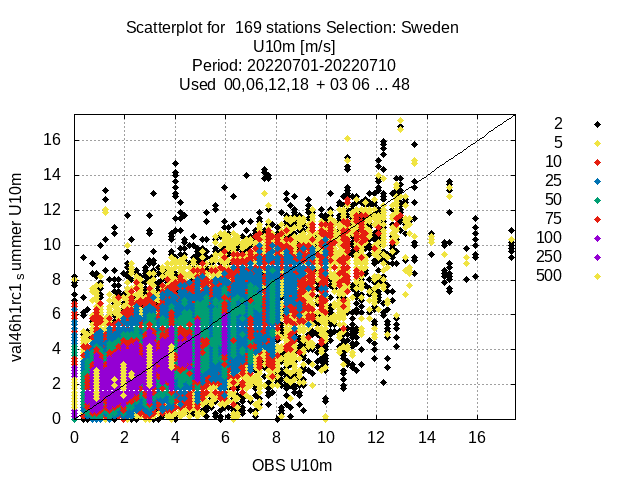 Scatterplot for  169 stations Selection: Sweden
U10m [m/s]
Period: 20220701-20220710
Used  00,06,12,18  + 03 06 ... 48
val46h1rc1 s ummer U10m
16
14
12
10
8
6
4
2
0
0 2 4 6 8 10 12 14 16
OBS U10m
2
5
10
25
50
75
100
250
500